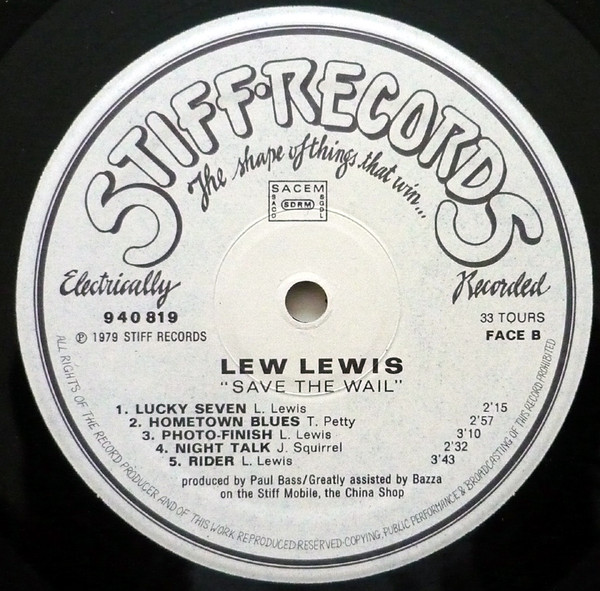 STIFF·RECORDS
The shape of things that win...
SACEM
SACD SDRM SGDL
Electrically Recorded
940 819 33 TOURS
℗ 1979 STIFF RECORDS FACE B
LEW LEWIS
"SAVE THE WAIL"
1. LUCKY SEVEN L. Lewis 2'15
2. HOMETOWN BLUES T. Petty 2'57
3. PHOTO-FINISH L. Lewis 3'10
4. NIGHT TALK J. Squirrel 2'32
5. RIDER L. Lewis 3'43
produced by Paul Bass/Greatly assisted by Bazza
on the Stiff Mobile, the China Shop
ALL RIGHTS OF THE RECORD PRODUCER AND OF THIS WORK REPRODUCED RESERVED-COPYING, PUBLIC PERFORMANCE & BROADCASTING OF THIS RECORD PROHIBITED